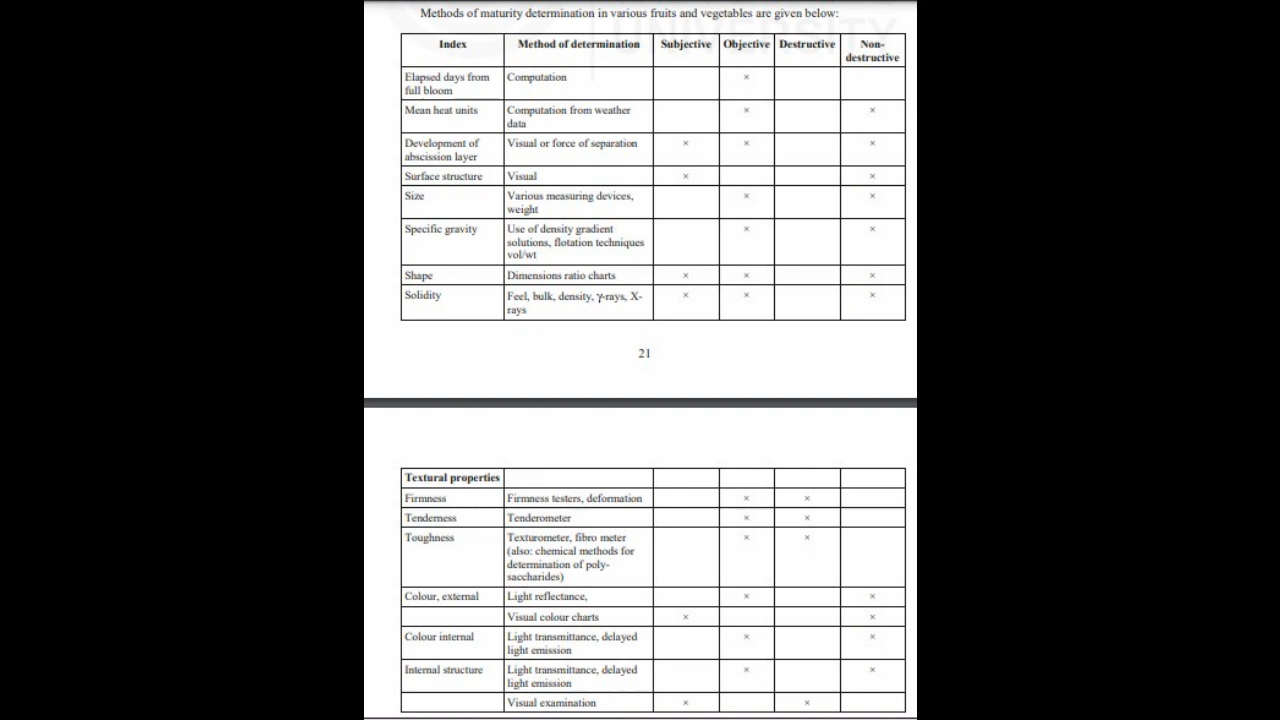 Methods of maturity determination in various fruits and vegetables are given below:
Index Method of determination Subjective Objective Destructive Non-
destructive
Elapsed days from Computation ×
full bloom
Mean heat units Computation from weather × ×
data
Development of Visual or force of separation × × ×
abscission layer
Surface structure Visual × ×
Size Various measuring devices, × ×
weight
Specific gravity Use of density gradient × ×
solutions, flotation techniques
vol/wt
Shape Dimensions ratio charts × × ×
Solidity Feel, bulk, density, γ-rays, X- × × ×
rays
21
Textural properties
Firmness Firmness testers, deformation × ×
Tenderness Tenderometer × ×
Toughness Texturometer, fibro meter × ×
(also: chemical methods for
determination of poly-
saccharides)
Colour, external Light reflectance, × ×
Visual colour charts × ×
Colour internal Light transmittance, delayed × ×
light emission
Internal structure Light transmittance, delayed × ×
light emission
Visual examination × ×